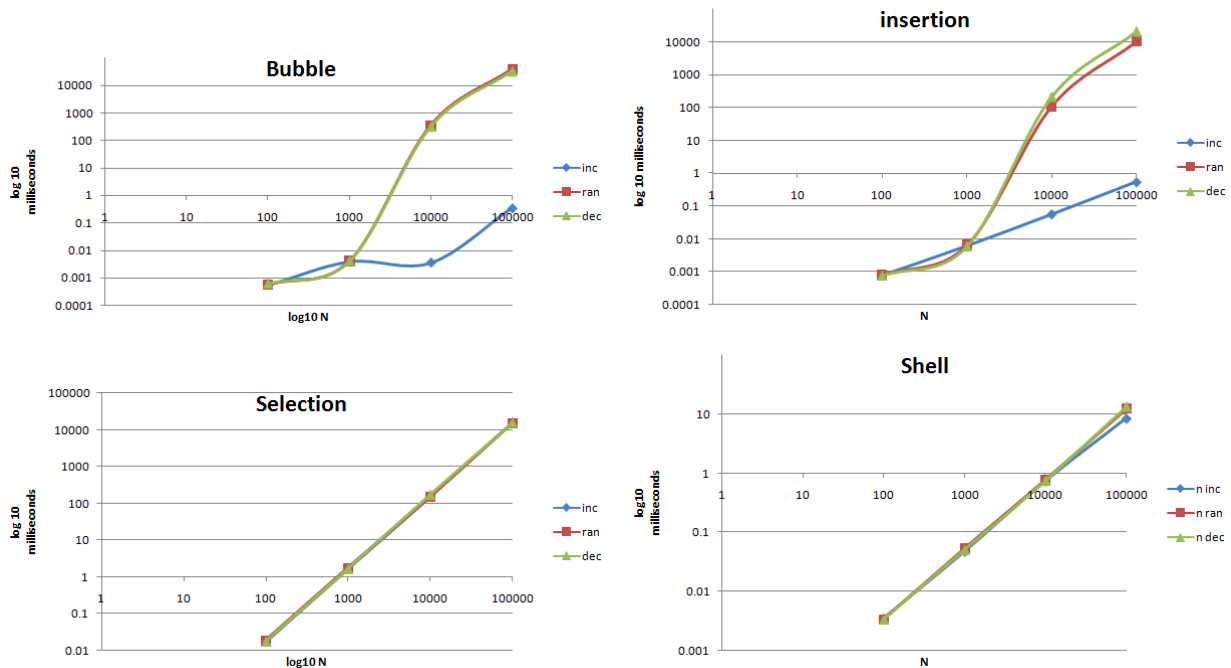 Bubble
10000
1000
100
10
1
0.1
0.01
0.001
0.0001
1
10
100
1000
10000
100000
log 10
milliseconds
log10 N
inc
ran
dec
insertion
10000
1000
100
10
1
0.1
0.01
0.001
0.0001
1
10
100
1000
10000
100000
log 10 milliseconds
N
inc
ran
dec
Selection
100000
10000
1000
100
10
1
0.1
0.01
1
10
100
1000
10000
100000
log 10
milliseconds
log10 N
inc
ran
dec
Shell
10
1
0.1
0.01
0.001
1
10
100
1000
10000
100000
log10
milliseconds
N
n inc
n ran
n dec